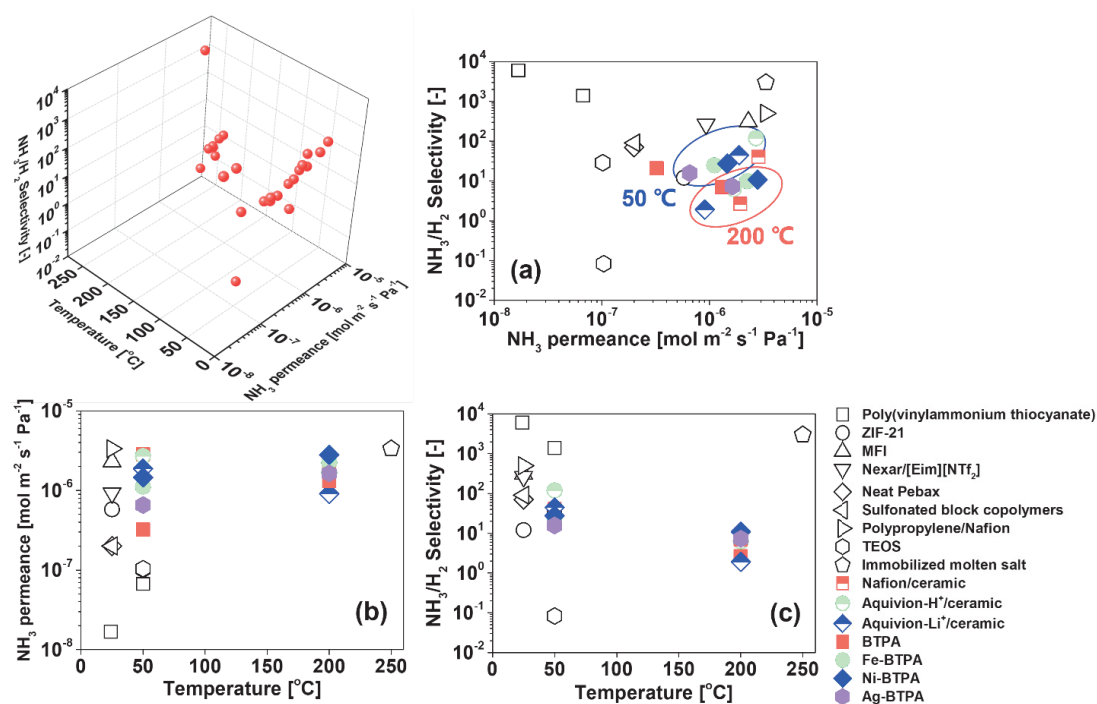 10⁴
10³
10²
10¹
10⁰
10⁻¹
10⁻²
NH₃/H₂ Selectivity [-]
250
200
150
100
50
0
Temperature [°C]
10⁻⁵
10⁻⁶
10⁻⁷
10⁻⁸
NH₃ permeance [mol m⁻² s⁻¹ Pa⁻¹]
10⁵
10⁴
10³
10²
10¹
10⁰
10⁻¹
10⁻²
NH₃/H₂ Selectivity [-]
50 ℃
200 ℃
(a)
10⁻⁸
10⁻⁷
10⁻⁶
10⁻⁵
NH₃ permeance [mol m⁻² s⁻¹ Pa⁻¹]
10⁻⁵
10⁻⁶
10⁻⁷
10⁻⁸
NH₃ permeance [mol m⁻² s⁻¹ Pa⁻¹]
(b)
0 50 100 150 200 250
Temperature [°C]
10⁴
10³
10²
10¹
10⁰
10⁻¹
10⁻²
NH₃/H₂ Selectivity [-]
(c)
0 50 100 150 200 250
Temperature [°C]
Poly(vinylammonium thiocyanate)
ZIF-21
MFI
Nexar/[Eim][NTf₂]
Neat Pebax
Sulfonated block copolymers
Polypropylene/Nafion
TEOS
Immobilized molten salt
Nafion/ceramic
Aquivion-H⁺/ceramic
Aquivion-Li⁺/ceramic
BTPA
Fe-BTPA
Ni-BTPA
Ag-BTPA